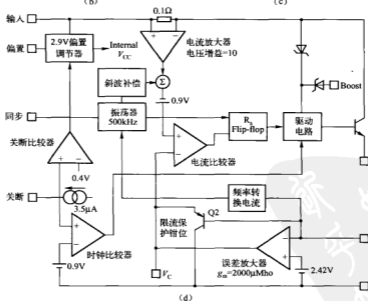 (b)
(c)
输入
0.1Ω
偏置
2.9V偏置
调节器
Internal
VCC
电流放大器
电压增益=10
斜波补偿
Σ
0.9V
Boost
同步
振荡器
500kHz
RS
Flip-flop
驱动
电路
关断比较器
电流比较器
0.4V
关断
3.5μA
频率转
换电流
Q2
限流保
护钳位
时钟比较器
误差放大器
gm=2000μMho
0.9V
VC
2.42V
(d)